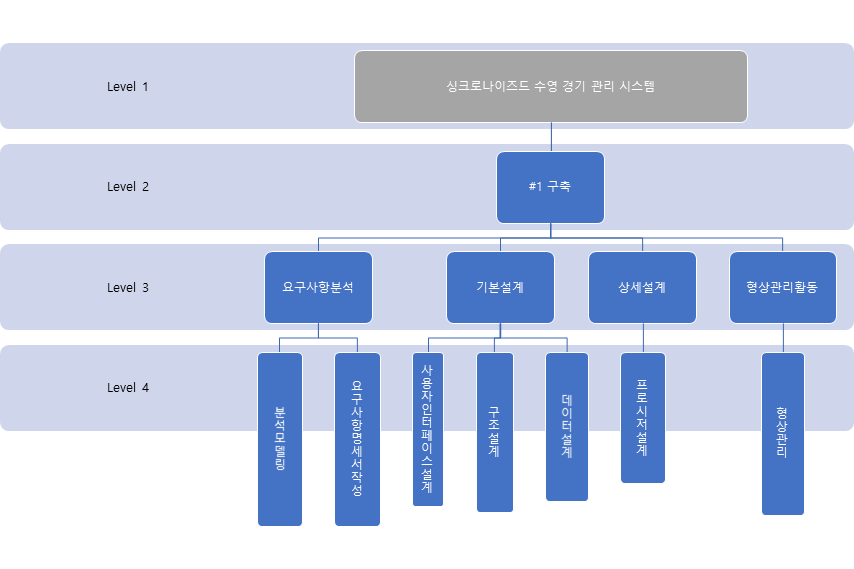 Level 1
싱크로나이즈드 수영 경기 관리 시스템
Level 2
#1 구축
Level 3
요구사항분석
기본설계
상세설계
형상관리활동
Level 4
분석모델링
요구사항명세서작성
사용자인터페이스설계
구조설계
데이터설계
프로시저설계
형상관리